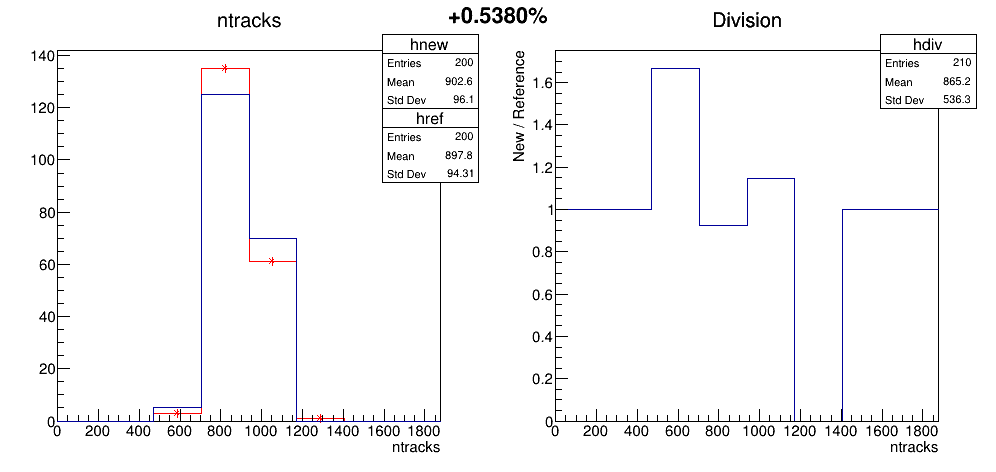 +0.5380%
ntracks
hnew
Entries 200
Mean 902.6
Std Dev 96.1
href
Entries 200
Mean 897.8
Std Dev 94.31
140
120
100
80
60
40
20
0
0 200 400 600 800 1000 1200 1400 1600 1800
ntracks
Division
hdiv
Entries 210
Mean 865.2
Std Dev 536.3
New / Reference
1.6
1.4
1.2
1
0.8
0.6
0.4
0.2
0
0 200 400 600 800 1000 1200 1400 1600 1800
ntracks